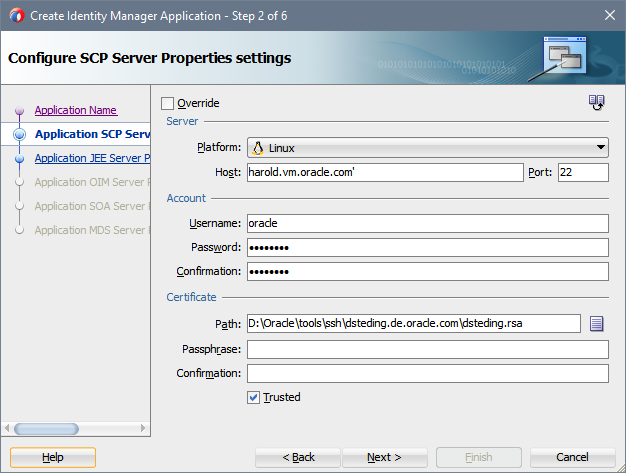 Create Identity Manager Application - Step 2 of 6
Configure SCP Server Properties settings
Application Name
Application SCP Serv
Application JEE Server P
Application OIM Server
Application SOA Server
Application MDS Server
Override
Server
Platform: Linux
Host: harold.vm.oracle.com' Port: 22
Account
Username: oracle
Password: ••••••••
Confirmation: ••••••••
Certificate
Path: D:\Oracle\tools\ssh\dsteding.de.oracle.com\dsteding.rsa
Passphrase:
Confirmation:
Trusted
Help
< Back
Next >
Finish
Cancel